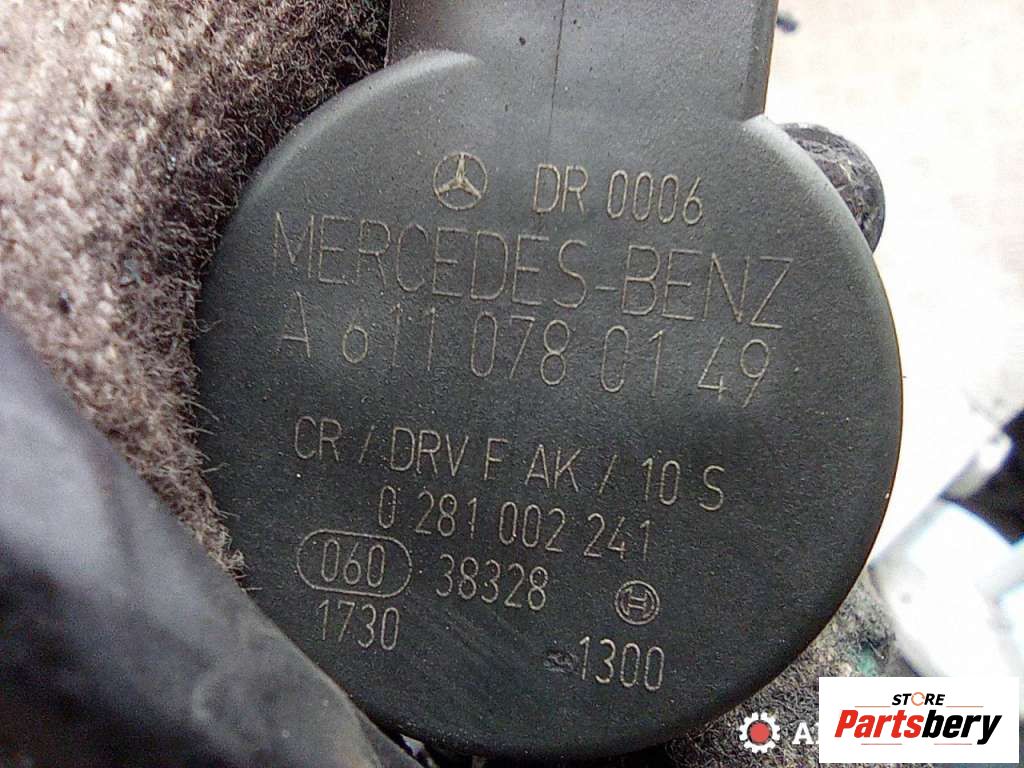 DR 0006
MERCEDES-BENZ
A 611 078 01 49
CR / DRV F AK / 10 S
0 281 002 241
060 38328
1730
1300
STORE
Partsbery
A